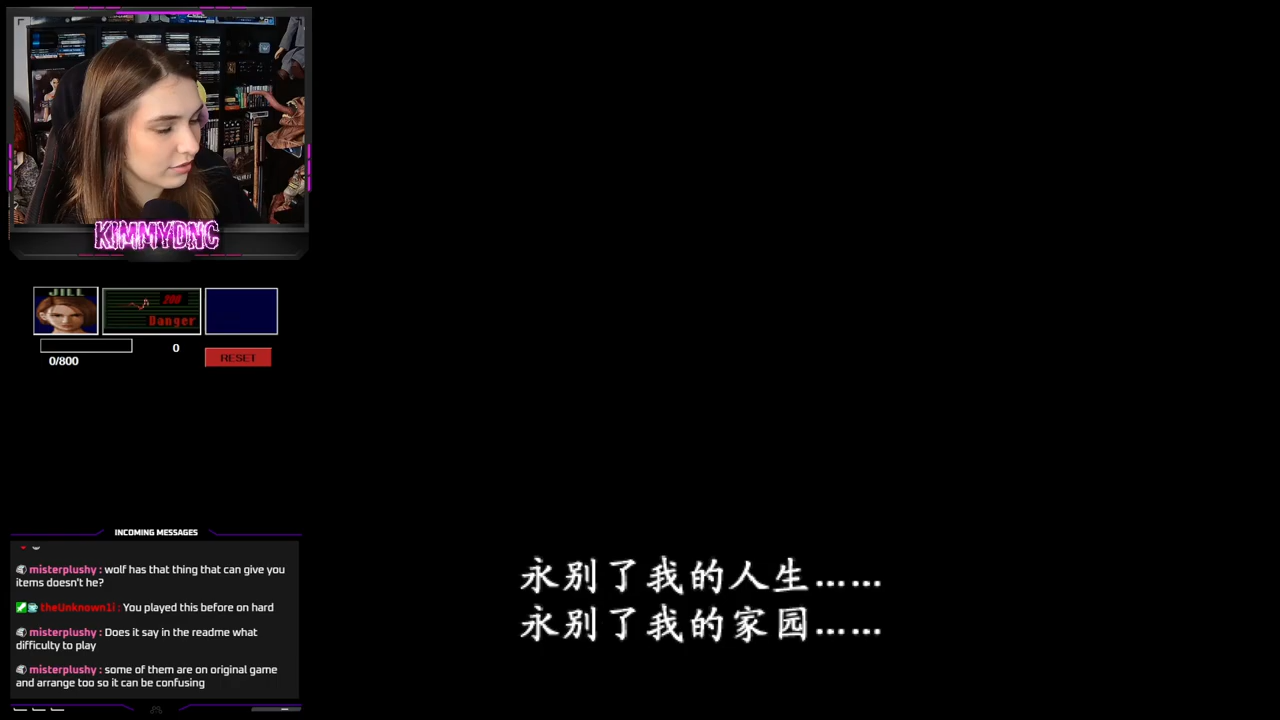 KIMMYDNC
JILL
200
Danger
0
0/800
RESET
INCOMING MESSAGES
misterplushy : wolf has that thing that can give you
items doesn't he?
theUnknown1i : You played this before on hard
misterplushy : Does it say in the readme what
difficulty to play
misterplushy : some of them are on original game
and arrange too so it can be confusing
永别了我的人生……
永别了我的家园……